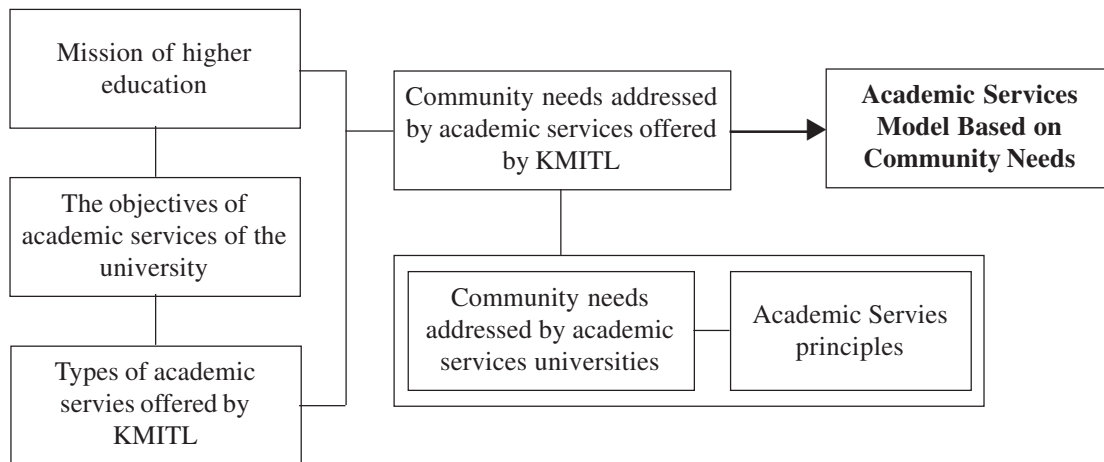 Mission of higher
education
The objectives of
academic services of the
university
Types of academic
servies offered by
KMITL
Community needs addressed
by academic services offered
by KMITL
Community needs
addressed by academic
services universities
Academic Servies
principles
Academic Services
Model Based on
Community Needs